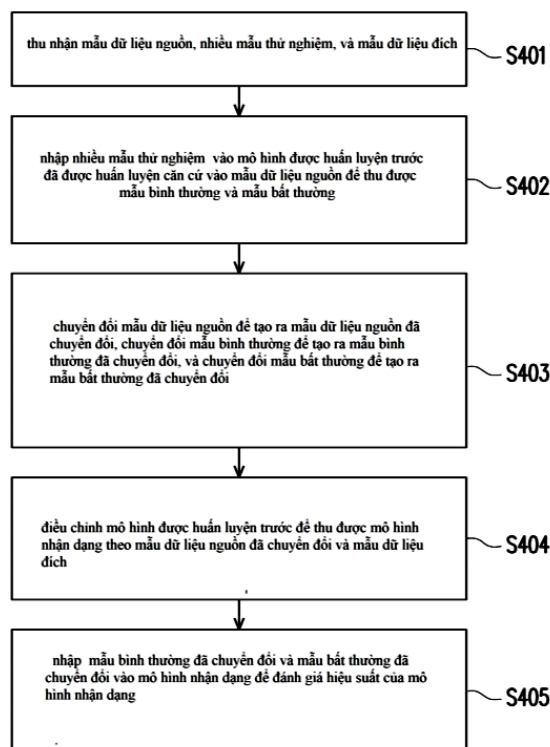 thu nhận mẫu dữ liệu nguồn, nhiều mẫu thử nghiệm, và mẫu dữ liệu đích
S401
nhập nhiều mẫu thử nghiệm vào mô hình được huấn luyện trước
đã được huấn luyện căn cứ vào mẫu dữ liệu nguồn để thu được
mẫu bình thường và mẫu bất thường
S402
chuyển đổi mẫu dữ liệu nguồn để tạo ra mẫu dữ liệu nguồn đã
chuyển đổi, chuyển đổi mẫu bình thường để tạo ra mẫu bình
thường đã chuyển đổi, và chuyển đổi mẫu bất thường để tạo ra
mẫu bất thường đã chuyển đổi
S403
điều chỉnh mô hình được huấn luyện trước để thu được mô hình
nhận dạng theo mẫu dữ liệu nguồn đã chuyển đổi và mẫu dữ liệu
đích
S404
nhập mẫu bình thường đã chuyển đổi và mẫu bất thường đã
chuyển đổi vào mô hình nhận dạng để đánh giá hiệu suất của mô
hình nhận dạng
S405